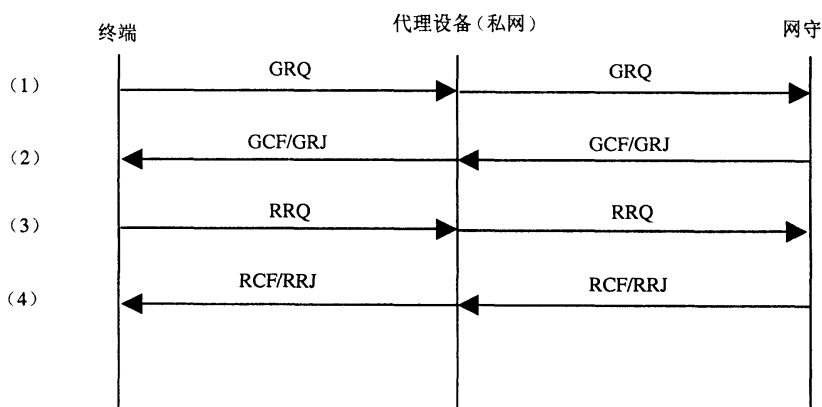 终端
代理设备（私网）
网守
（1）
GRQ
GRQ
（2）
GCF/GRJ
GCF/GRJ
（3）
RRQ
RRQ
（4）
RCF/RRJ
RCF/RRJ